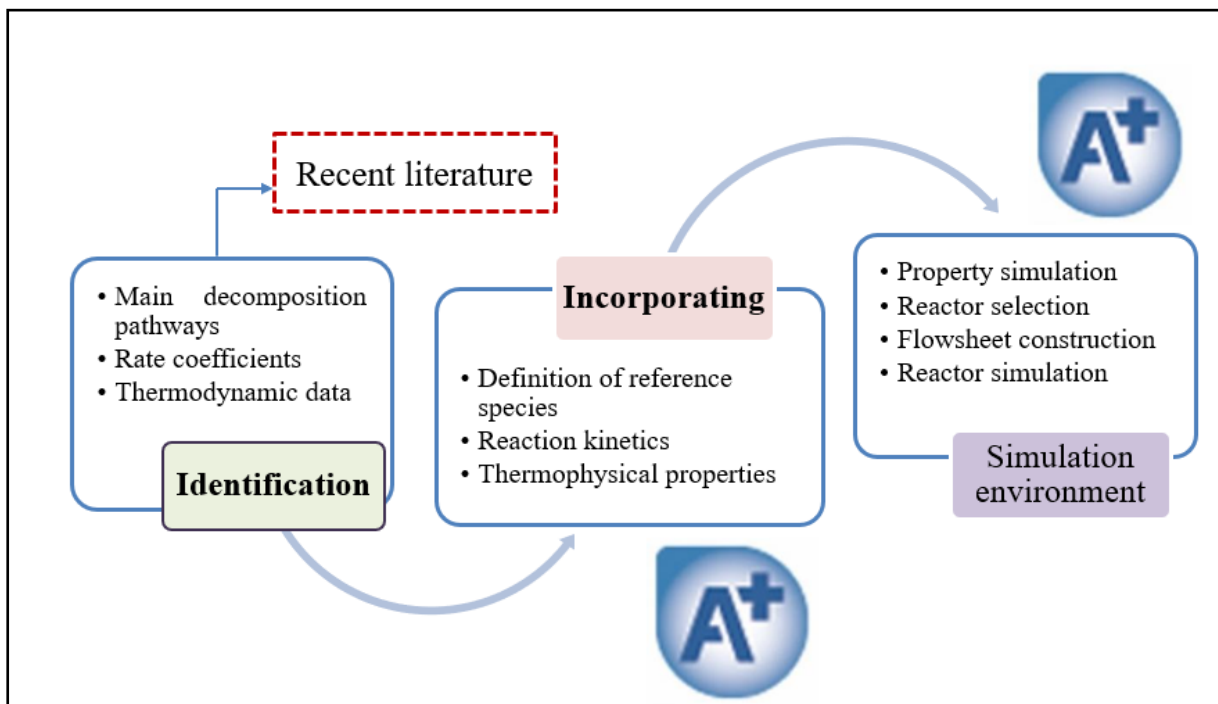 Recent literature
• Main decomposition
pathways
• Rate coefficients
• Thermodynamic data
Identification
Incorporating
• Definition of reference
species
• Reaction kinetics
• Thermophysical properties
A+
A+
• Property simulation
• Reactor selection
• Flowsheet construction
• Reactor simulation
Simulation
environment